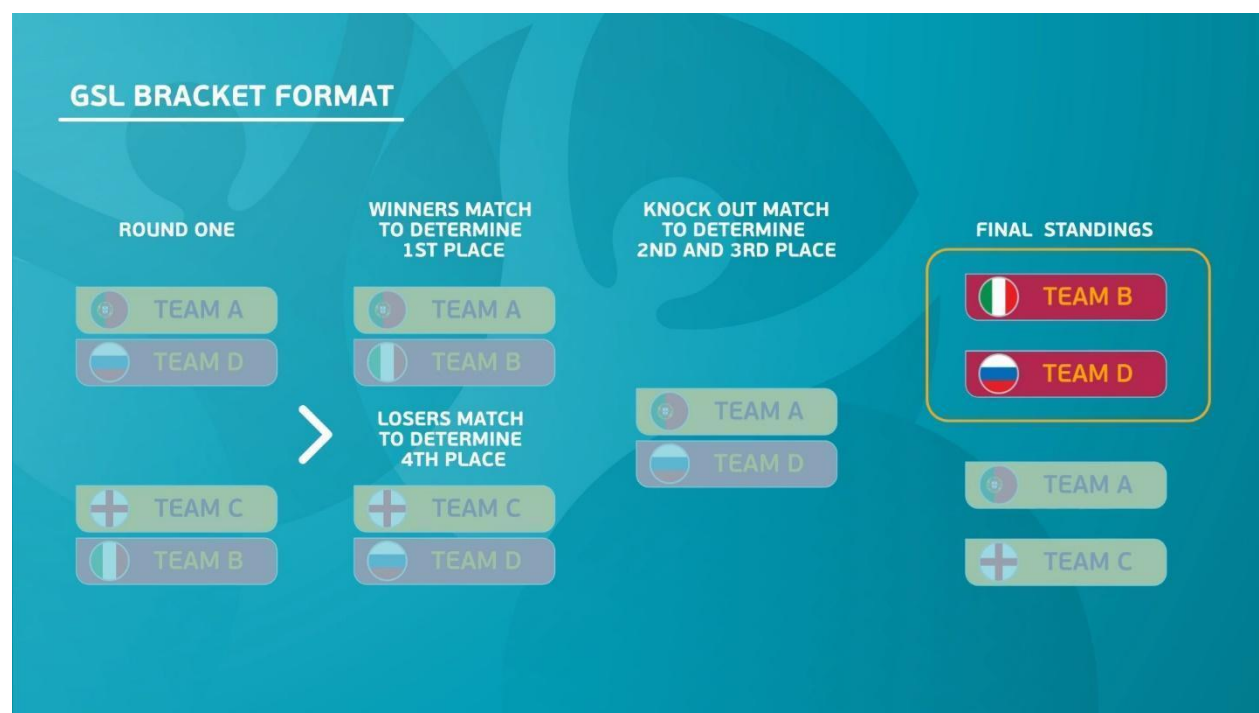 GSL BRACKET FORMAT
ROUND ONE
TEAM A
TEAM D
TEAM C
TEAM B
WINNERS MATCH
TO DETERMINE
1ST PLACE
TEAM A
TEAM B
LOSERS MATCH
TO DETERMINE
4TH PLACE
TEAM C
TEAM D
KNOCK OUT MATCH
TO DETERMINE
2ND AND 3RD PLACE
TEAM A
TEAM D
FINAL STANDINGS
TEAM B
TEAM D
TEAM A
TEAM C